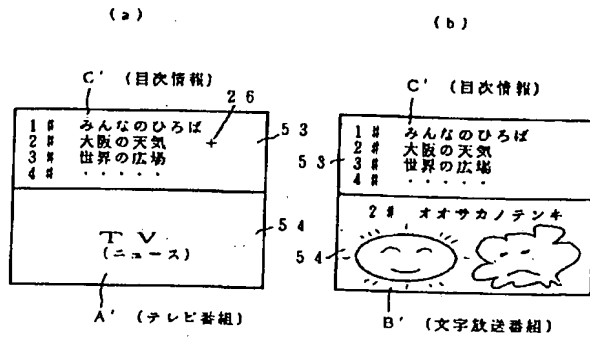 (a)
C' (目次情報)
26
1# みんなのひろば
2# 大阪の天気
3# 世界の広場
4# ・・・・・
53
TV
(ニュース)
54
A' (テレビ番組)
(b)
C' (目次情報)
1# みんなのひろば
2# 大阪の天気
3# 世界の広場
4# ・・・・・
53
2# オオサカノテンキ
54
B' (文字放送番組)